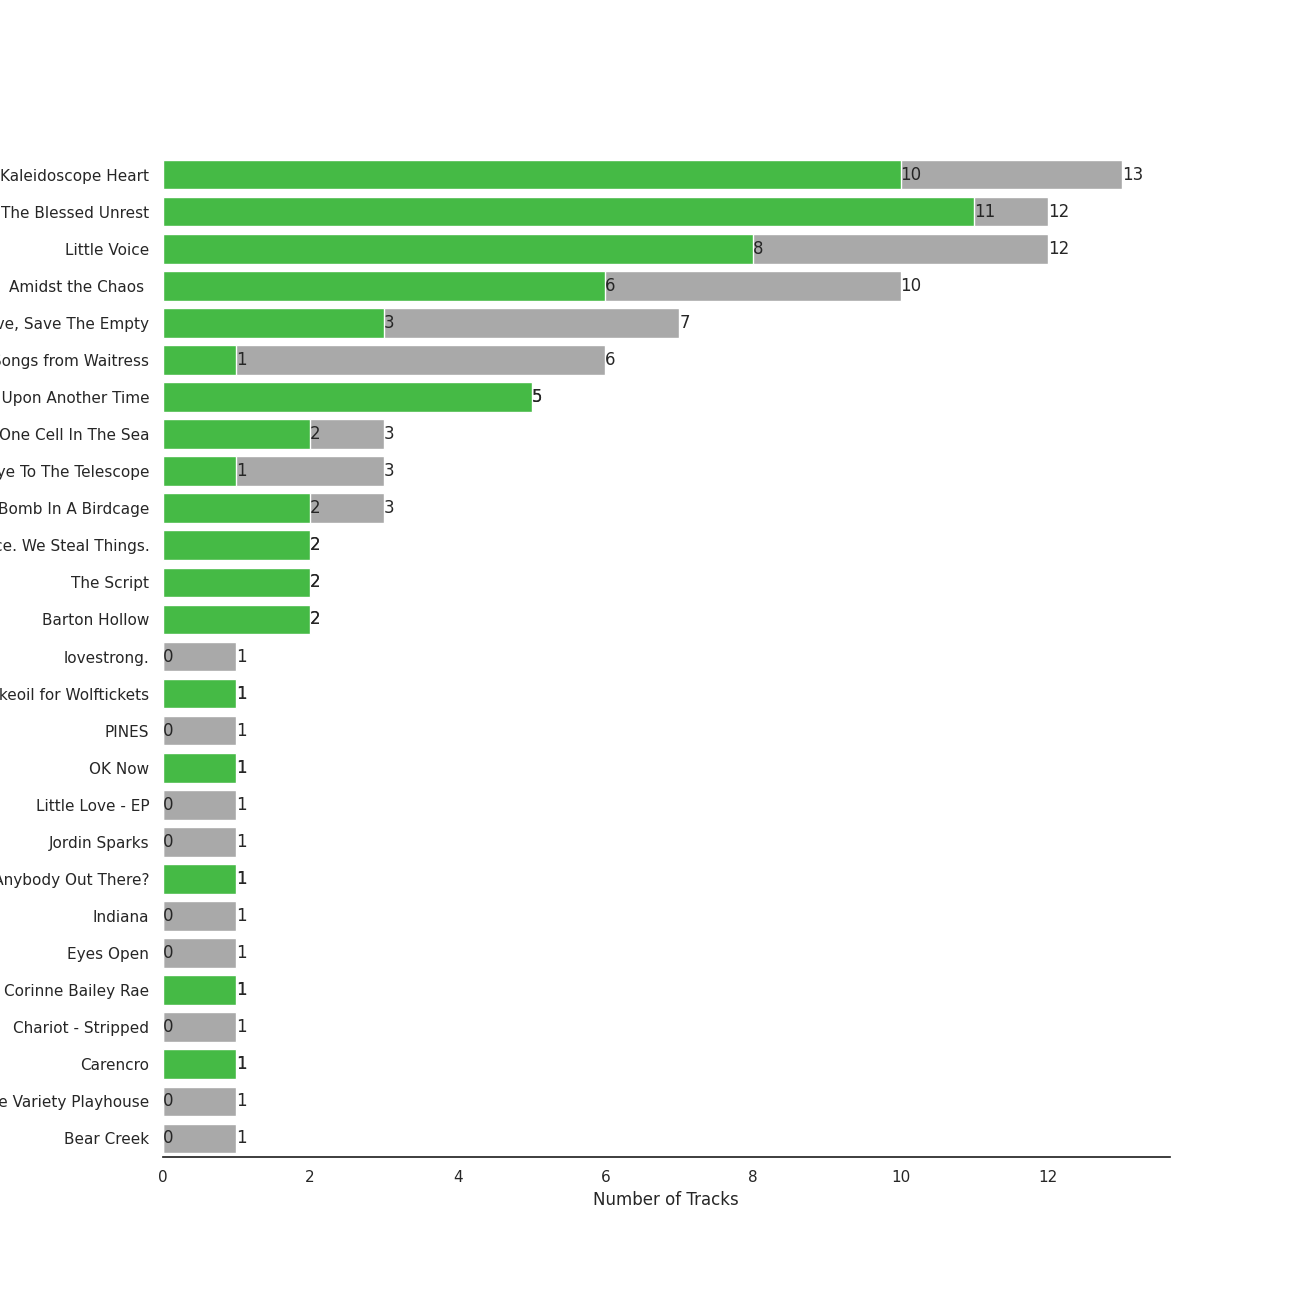 Kaleidoscope Heart 10 13
The Blessed Unrest 11 12
Little Voice 8 12
Amidst the Chaos 6 10
Save The Empty 3 7
Songs from Waitress 1 6
Upon Another Time 5
One Cell In The Sea 2 3
To The Telescope 1 3
Bomb In A Birdcage 2 3
We Steal Things. 2
The Script 2
Barton Hollow 2
lovestrong. 0 1
for Wolftickets 1
PINES 0 1
OK Now 1
Little Love - EP 0 1
Jordin Sparks 0 1
Anybody Out There? 1
Indiana 0 1
Eyes Open 0 1
Corinne Bailey Rae 1
Chariot - Stripped 0 1
Carencro 1
Variety Playhouse 0 1
Bear Creek 0 1
0 2 4 6 8 10 12
Number of Tracks